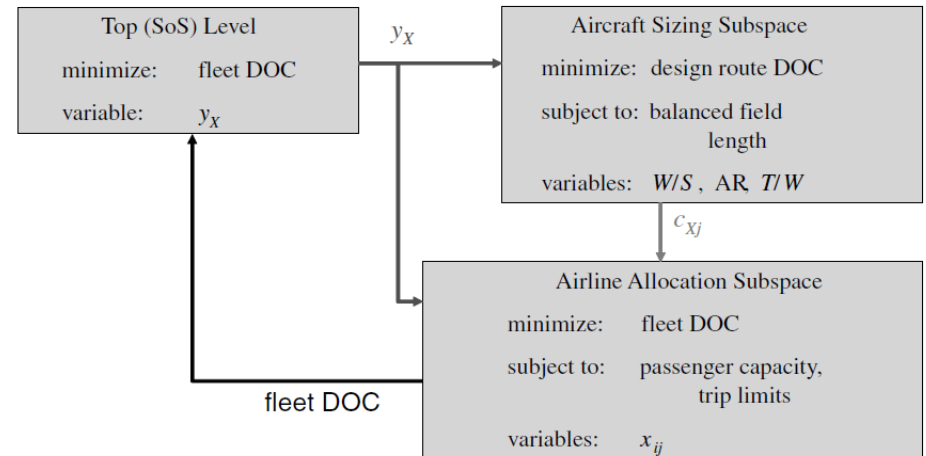 Top (SoS) Level
minimize: fleet DOC
variable: y_X
y_X
Aircraft Sizing Subspace
minimize: design route DOC
subject to: balanced field
length
variables: W/S , AR, T/W
c_Xj
Airline Allocation Subspace
minimize: fleet DOC
subject to: passenger capacity,
trip limits
variables: x_ij
fleet DOC